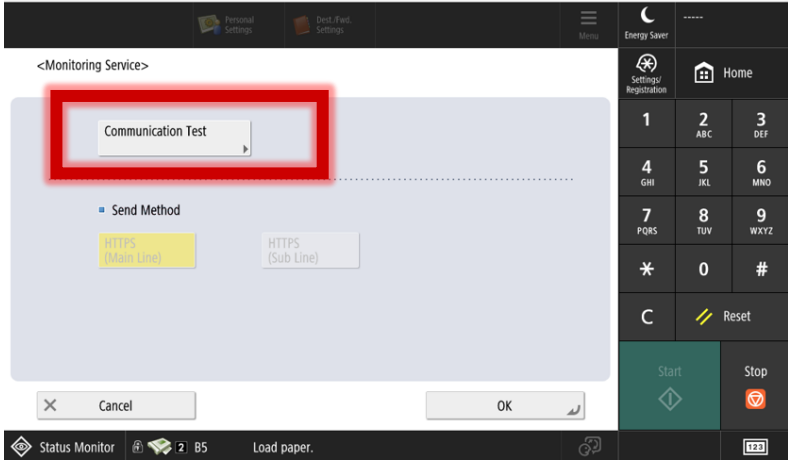 Personal
Settings
Dest./Fwd.
Settings
Menu
Energy Saver
-----
<Monitoring Service>
Settings/
Registration
Home
Communication Test
1
2
ABC
3
DEF
4
GHI
5
JKL
6
MNO
Send Method
HTTPS
(Main Line)
HTTPS
(Sub Line)
7
PQRS
8
TUV
9
WXYZ
*
0
#
C
Reset
Start
Stop
Cancel
OK
Status Monitor
2
B5
Load paper.
123